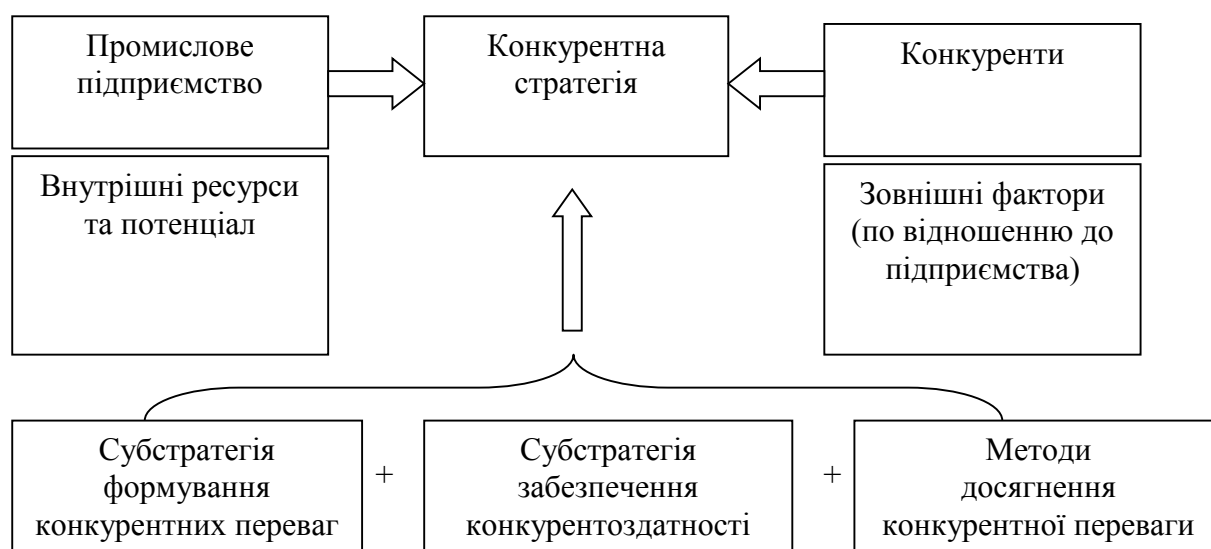 Промислове
підприємство
Конкурентна
стратегія
Конкуренти
Внутрішні ресурси
та потенціал
Зовнішні фактори
(по відношенню до
підприємства)
Субстратегія
формування
конкурентних переваг
+
Субстратегія
забезпечення
конкурентоздатності
+
Методи
досягнення
конкурентної переваги